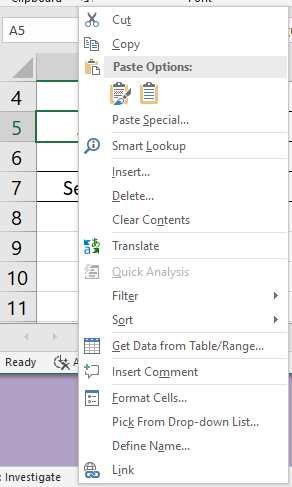 A5
4
5
6
Se
7
8
9
10
11
Ready
: Investigate
Cut
Copy
Paste Options:
Paste Special...
Smart Lookup
Insert...
Delete...
Clear Contents
Translate
Quick Analysis
Filter
Sort
Get Data from Table/Range...
Insert Comment
Format Cells...
Pick From Drop-down List...
Define Name...
Link